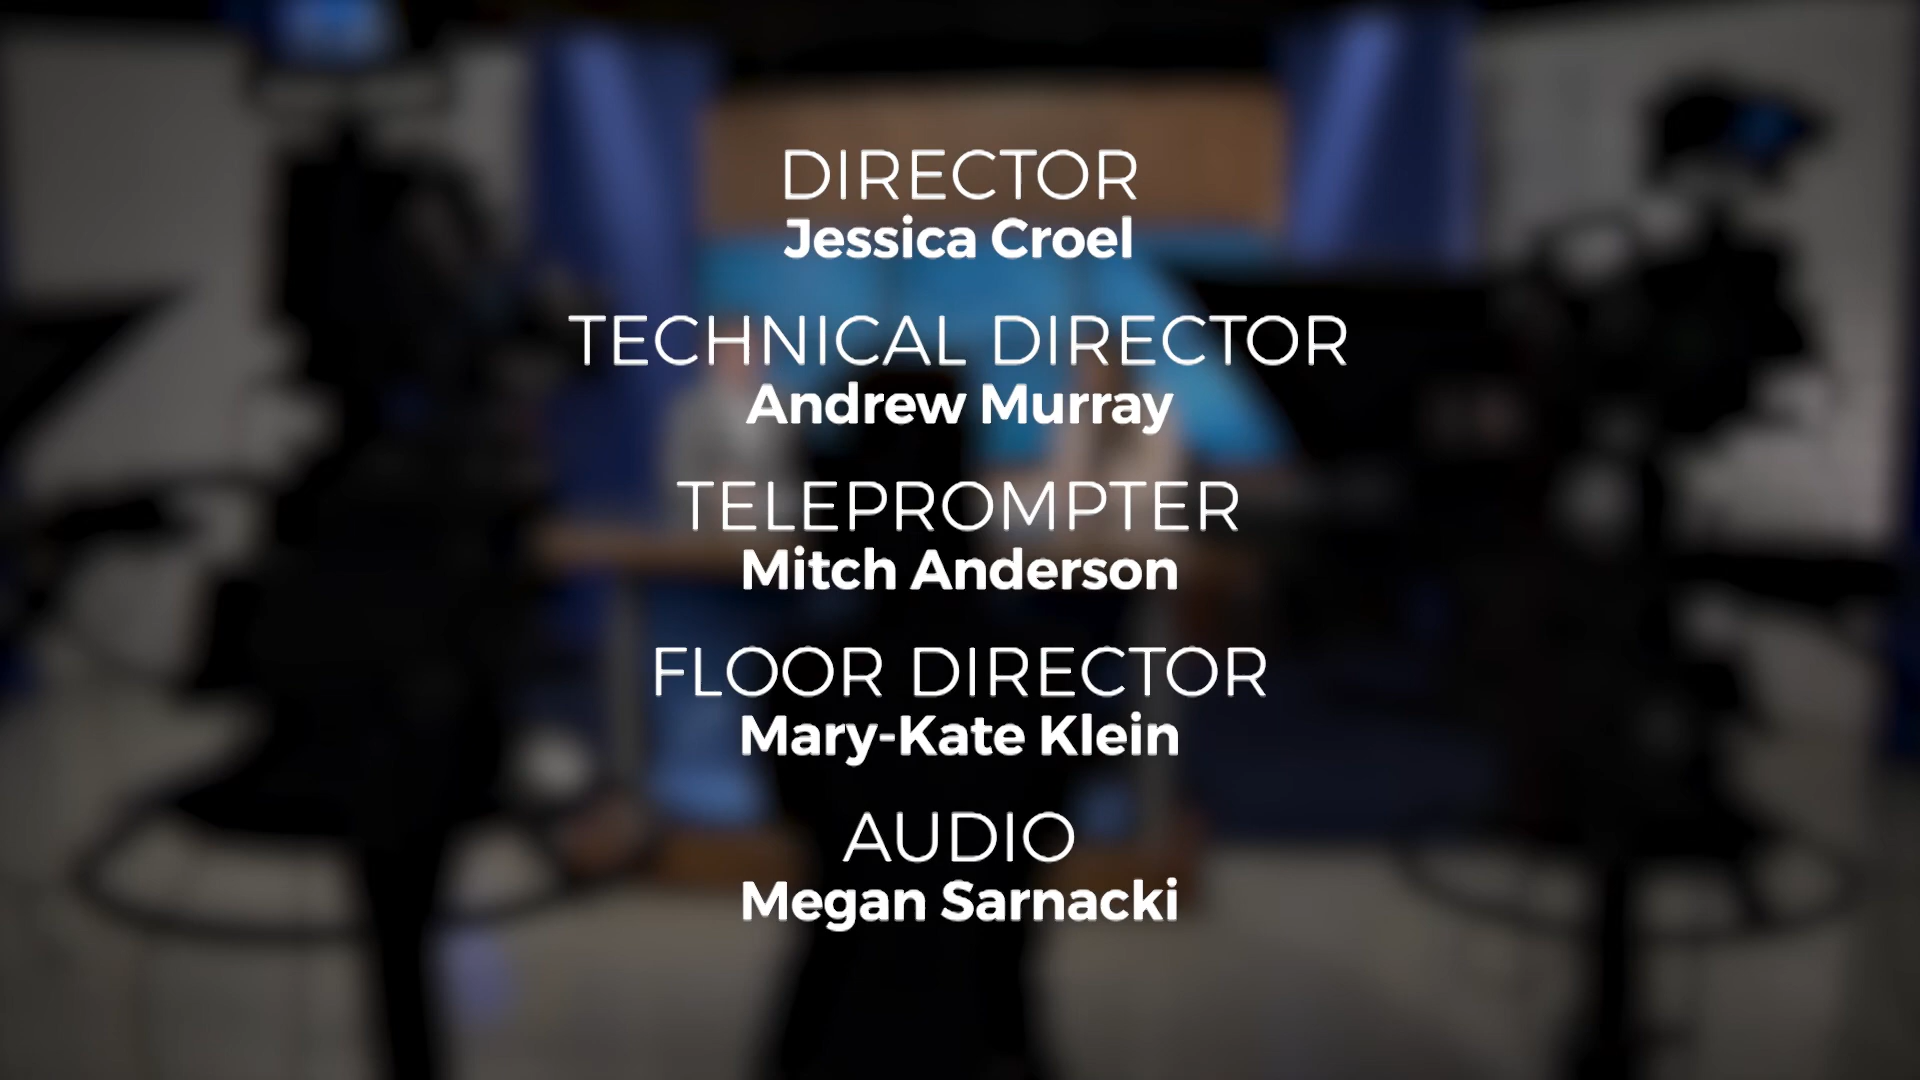 DIRECTOR
Jessica Croel
TECHNICAL DIRECTOR
Andrew Murray
TELEPROMPTER
Mitch Anderson
FLOOR DIRECTOR
Mary-Kate Klein
AUDIO
Megan Sarnacki